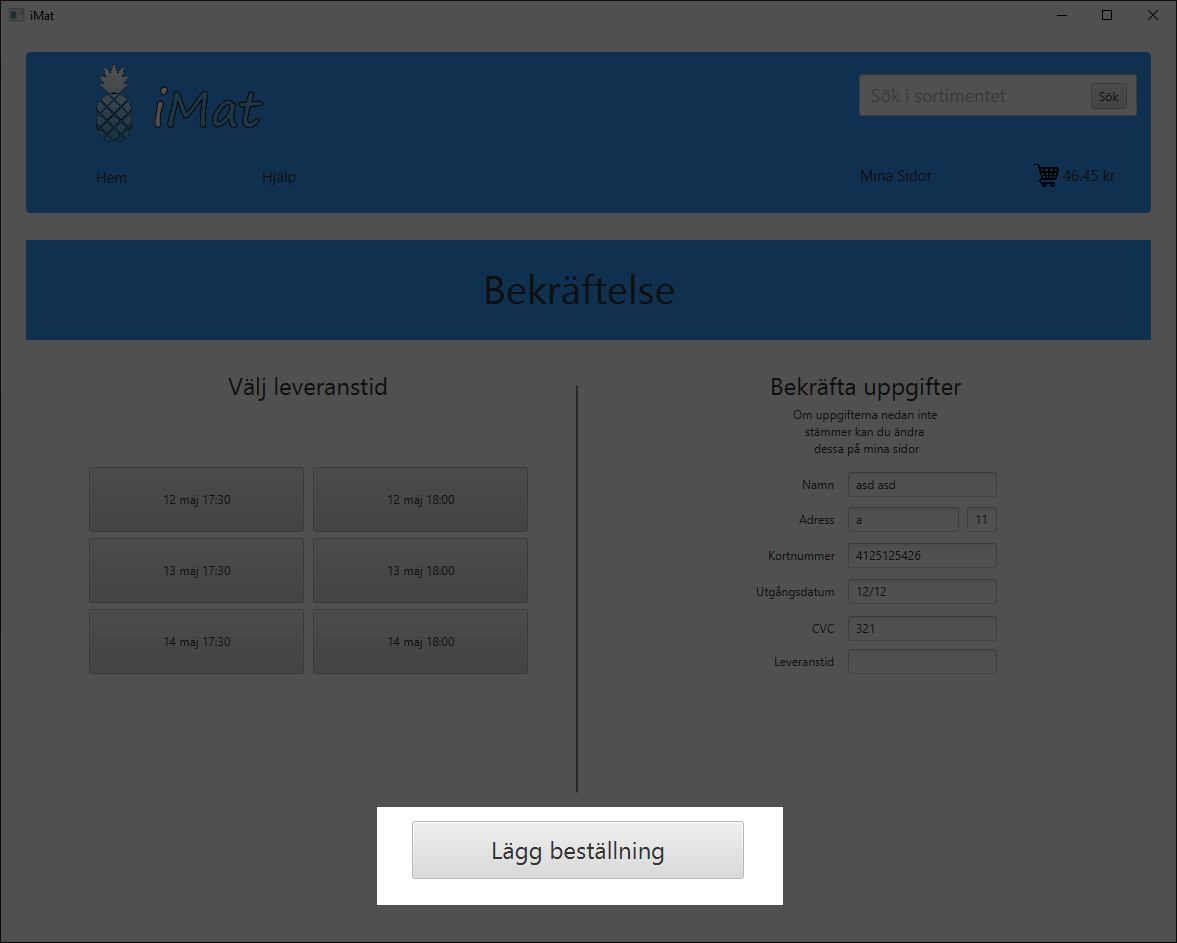 iMat
iMat
Sök i sortimentet
Sök
Hem
Hjälp
Mina Sidor
46.45 kr
Bekräftelse
Välj leveranstid
12 maj 17:30
12 maj 18:00
13 maj 17:30
13 maj 18:00
14 maj 17:30
14 maj 18:00
Bekräfta uppgifter
Om uppgifterna nedan inte
stämmer kan du ändra
dessa på mina sidor
Namn asd asd
Adress a 11
Kortnummer 4125125426
Utgångsdatum 12/12
CVC 321
Leveranstid
Lägg beställning